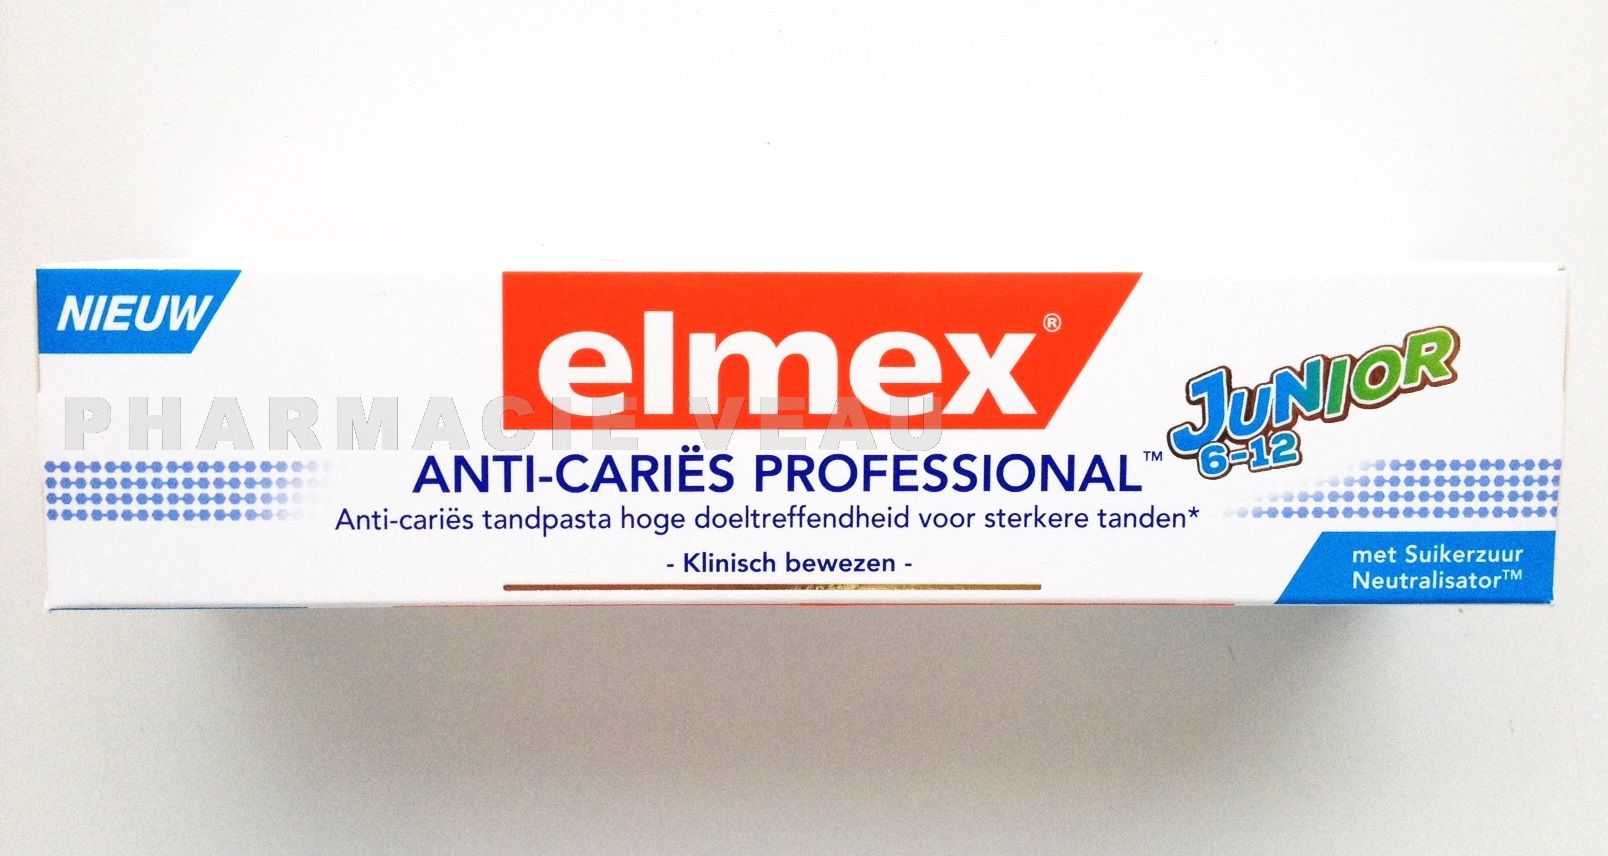 NIEUW
elmex®
JUNIOR
6-12
PHARMACIE VEAU
ANTI-CARIËS PROFESSIONAL™
Anti-cariës tandpasta hoge doeltreffendheid voor sterkere tanden*
- Klinisch bewezen -
met Suikerzuur
Neutralisator™